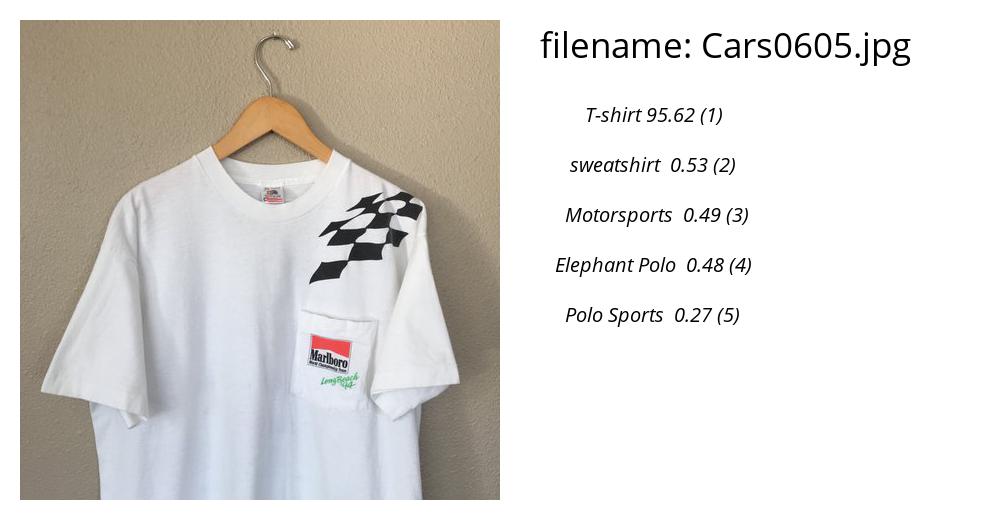 filename: Cars0605.jpg
T-shirt 95.62 (1)
sweatshirt 0.53 (2)
Motorsports 0.49 (3)
Elephant Polo 0.48 (4)
Polo Sports 0.27 (5)
Marlboro
Long Beach
'94